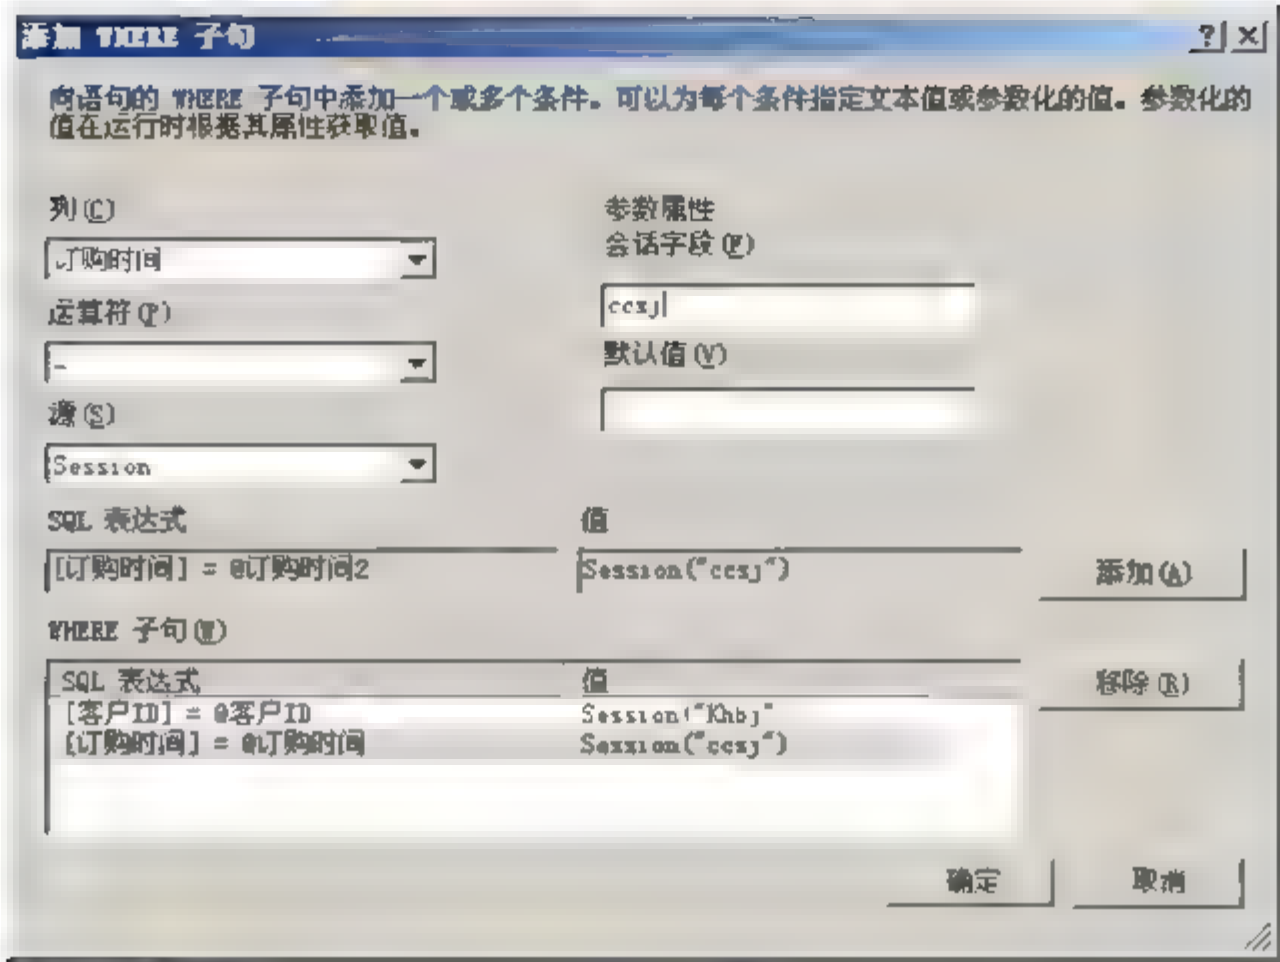 添加 WHERE 子句
向语句的 WHERE 子句中添加一个或多个条件。可以为每个条件指定文本值或参数化的值。参数化的
值在运行时根据其属性获取值。
列(C)
订购时间
运算符(P)
源(S)
Session
参数属性
会话字段(F)
ccsj
默认值(V)
SQL 表达式
值
[订购时间] = @订购时间2
Session("ccsj")
添加(A)
WHERE 子句(W)
SQL 表达式
值
移除(R)
[客户ID] = @客户ID
Session("Khbj"
[订购时间] = @订购时间
Session("ccsj")
确定
取消